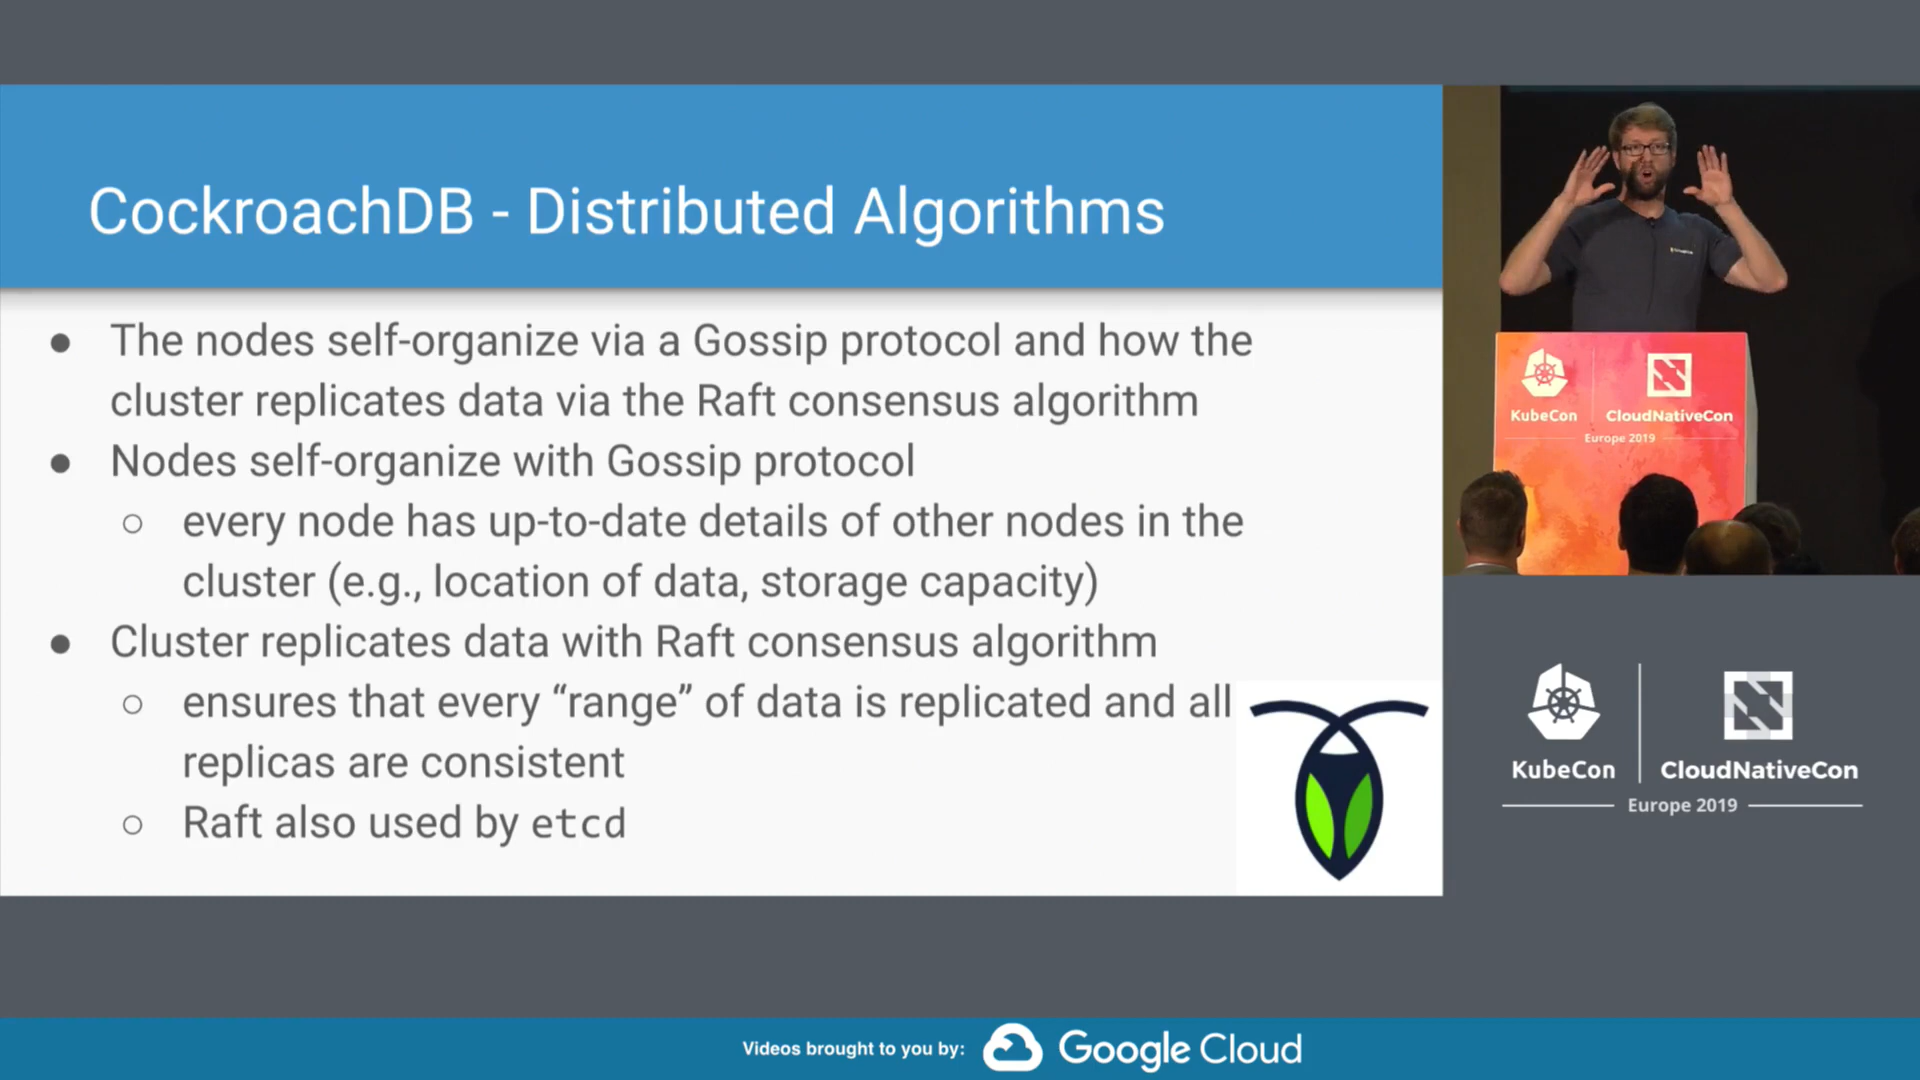 CockroachDB - Distributed Algorithms
● The nodes self-organize via a Gossip protocol and how the
cluster replicates data via the Raft consensus algorithm
● Nodes self-organize with Gossip protocol
○ every node has up-to-date details of other nodes in the
cluster (e.g., location of data, storage capacity)
● Cluster replicates data with Raft consensus algorithm
○ ensures that every “range” of data is replicated and all
replicas are consistent
○ Raft also used by etcd
KubeCon
CloudNativeCon
Europe 2019
KubeCon
CloudNativeCon
Europe 2019
Videos brought to you by:
Google Cloud